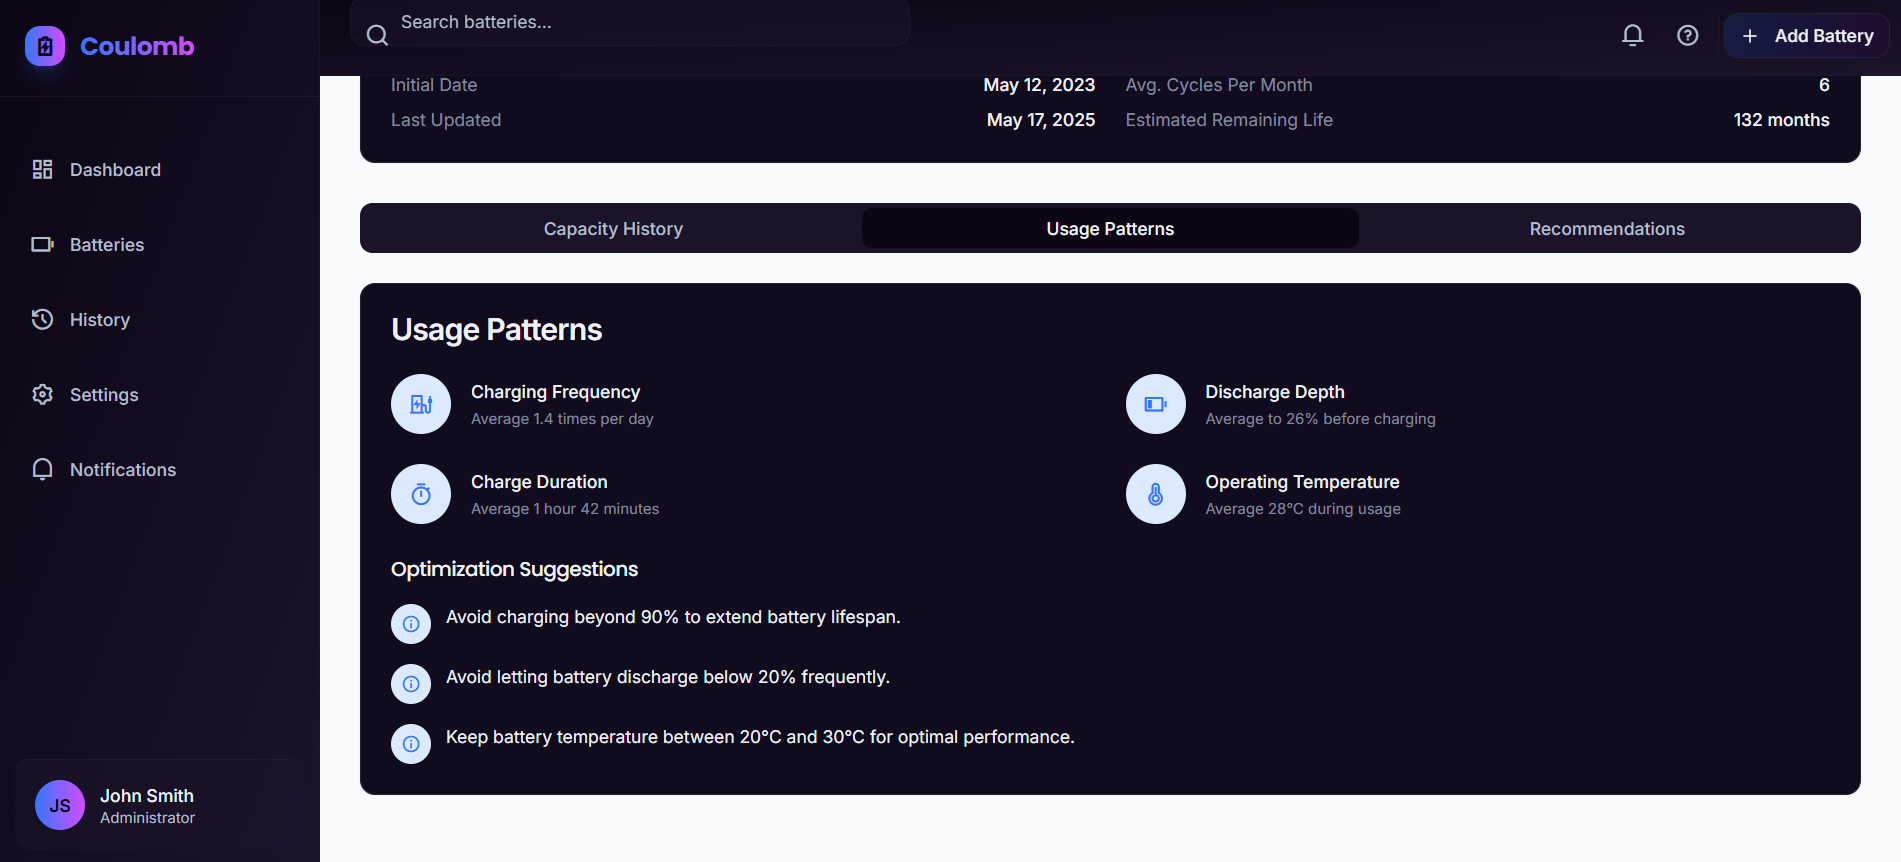 Coulomb
Search batteries...
Add Battery
Dashboard
Batteries
History
Settings
Notifications
JS
John Smith
Administrator
Initial Date May 12, 2023 Avg. Cycles Per Month 6
Last Updated May 17, 2025 Estimated Remaining Life 132 months
Capacity History Usage Patterns Recommendations
Usage Patterns
Charging Frequency
Average 1.4 times per day
Discharge Depth
Average to 26% before charging
Charge Duration
Average 1 hour 42 minutes
Operating Temperature
Average 28°C during usage
Optimization Suggestions
Avoid charging beyond 90% to extend battery lifespan.
Avoid letting battery discharge below 20% frequently.
Keep battery temperature between 20°C and 30°C for optimal performance.